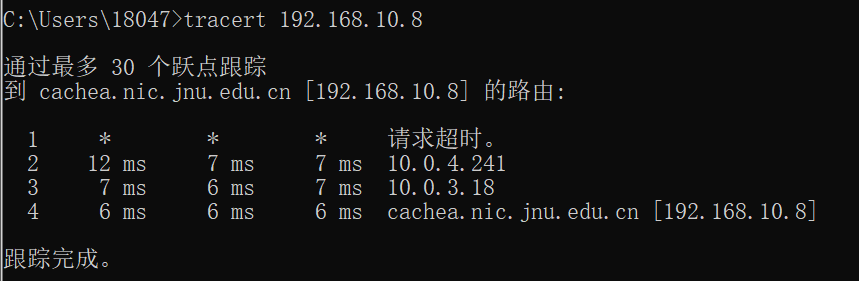 C:\Users\18047>tracert 192.168.10.8
通过最多 30 个跃点跟踪
到 cachea.nic.jnu.edu.cn [192.168.10.8] 的路由:
1 * * * 请求超时。
2 12 ms 7 ms 7 ms 10.0.4.241
3 7 ms 6 ms 7 ms 10.0.3.18
4 6 ms 6 ms 6 ms cachea.nic.jnu.edu.cn [192.168.10.8]
跟踪完成。